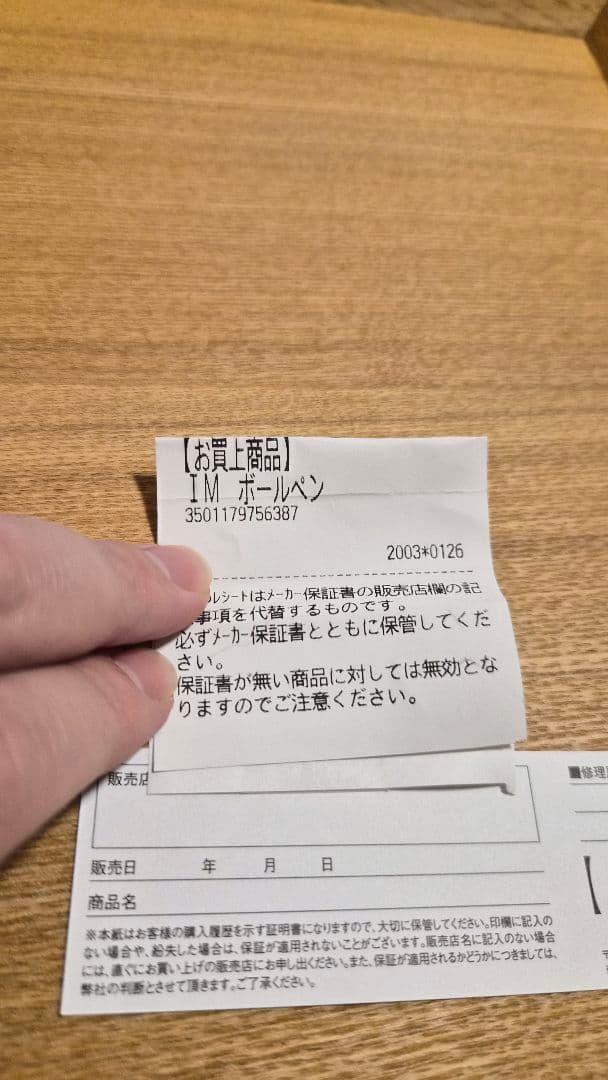 【お買上商品】
IM ボールペン
3501179756387
2003*0126
ルシートはメーカー保証書の販売店欄の記
事項を代替するものです。
必ずメーカー保証書とともに保管してくだ
さい。
保証書が無い商品に対しては無効とな
りますのでご注意ください。
販売店
■修理
販売日 年 月 日
商品名
※本紙はお客様の購入履歴を示す証明書になりますので、大切に保管してください。印欄に記入の
ない場合や、紛失した場合は、保証が適用されないことがございます。販売店名に記入のない場合
には、直ぐにお買い上げの販売店にお申し出ください。また、保証が適用されるかどうかにつきましては、
弊社の判断とさせて頂きます。ご了承ください。